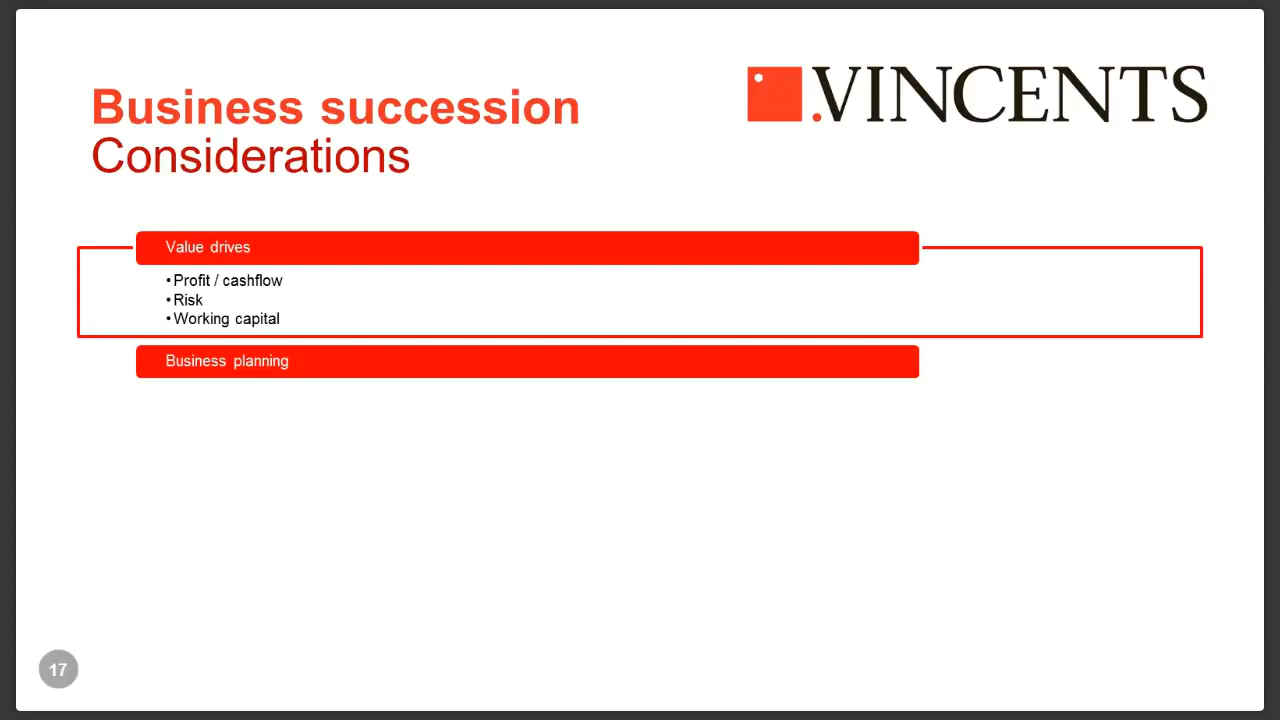 Business succession
Considerations
.VINCENTS
Value drives
•Profit / cashflow
•Risk
•Working capital
Business planning
17